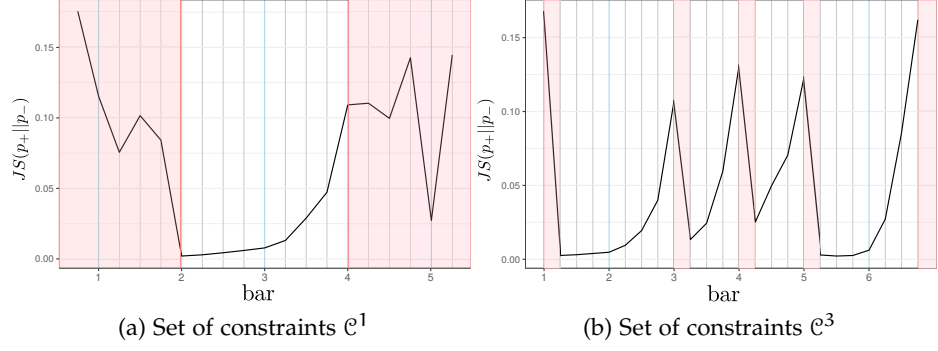 0.15
0.10
0.05
0.00
JS(p₊||p₋)
1 2 3 4 5
bar
(a) Set of constraints C¹
0.15
0.10
0.05
0.00
JS(p₊||p₋)
1 2 3 4 5 6
bar
(b) Set of constraints C³